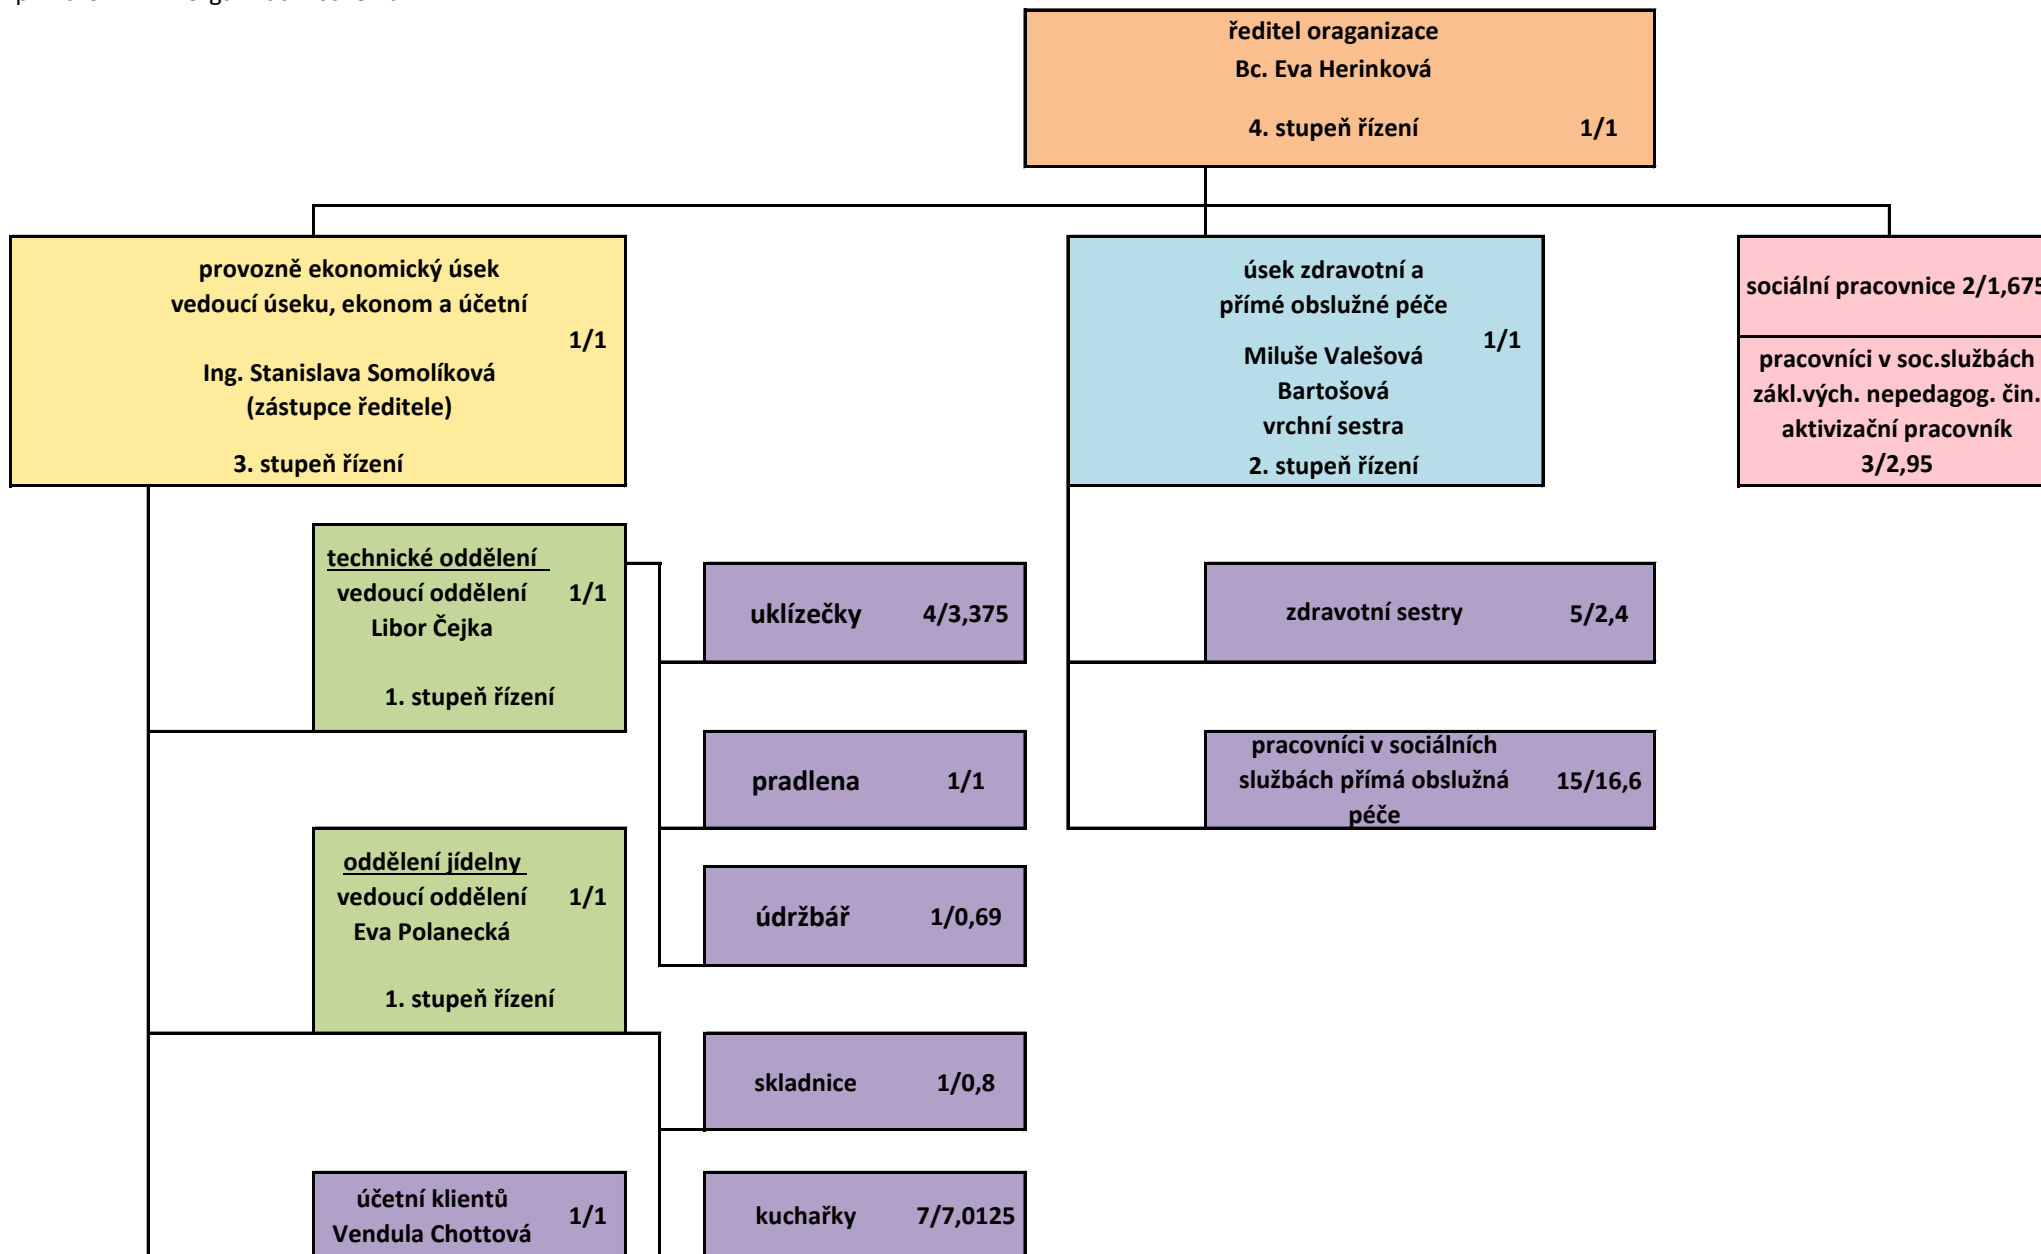 ředitel oraganizace
Bc. Eva Herinková
4. stupeň řízení 1/1
provozně ekonomický úsek
vedoucí úseku, ekonom a účetní
1/1
Ing. Stanislava Somolíková
(zástupce ředitele)
3. stupeň řízení
úsek zdravotní a
přímé obslužné péče
1/1
Miluše Valešová
Bartošová
vrchní sestra
2. stupeň řízení
sociální pracovnice 2/1,675
pracovníci v soc.službách
zákl.vých. nepedagog. čin.
aktivizační pracovník
3/2,95
technické oddělení
vedoucí oddělení 1/1
Libor Čejka
1. stupeň řízení
uklízečky 4/3,375
zdravotní sestry 5/2,4
pradlena 1/1
pracovníci v sociálních
službách přímá obslužná 15/16,6
péče
oddělení jídelny
vedoucí oddělení 1/1
Eva Polanecká
1. stupeň řízení
údržbář 1/0,69
skladnice 1/0,8
účetní klientů
Vendula Chottová
1/1
kuchařky 7/7,0125